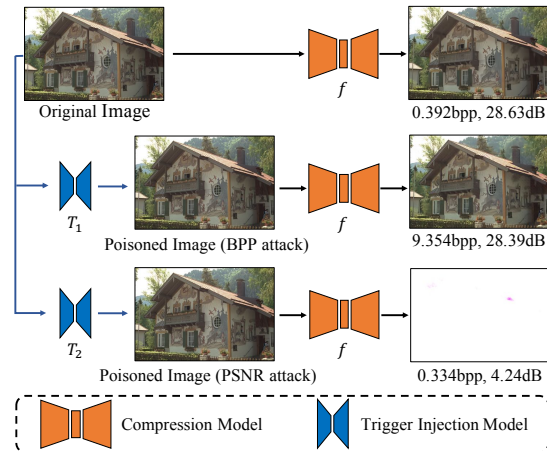 Original Image
f
0.392bpp, 28.63dB
T1
Poisoned Image (BPP attack)
f
9.354bpp, 28.39dB
T2
Poisoned Image (PSNR attack)
f
0.334bpp, 4.24dB
Compression Model
Trigger Injection Model